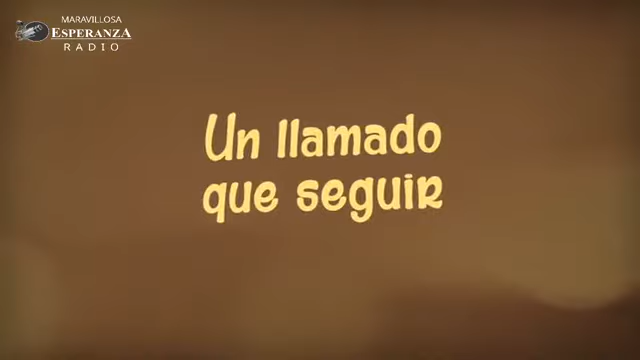 MARAVILLOSA
ESPERANZA
RADIO
Un llamado
que seguir